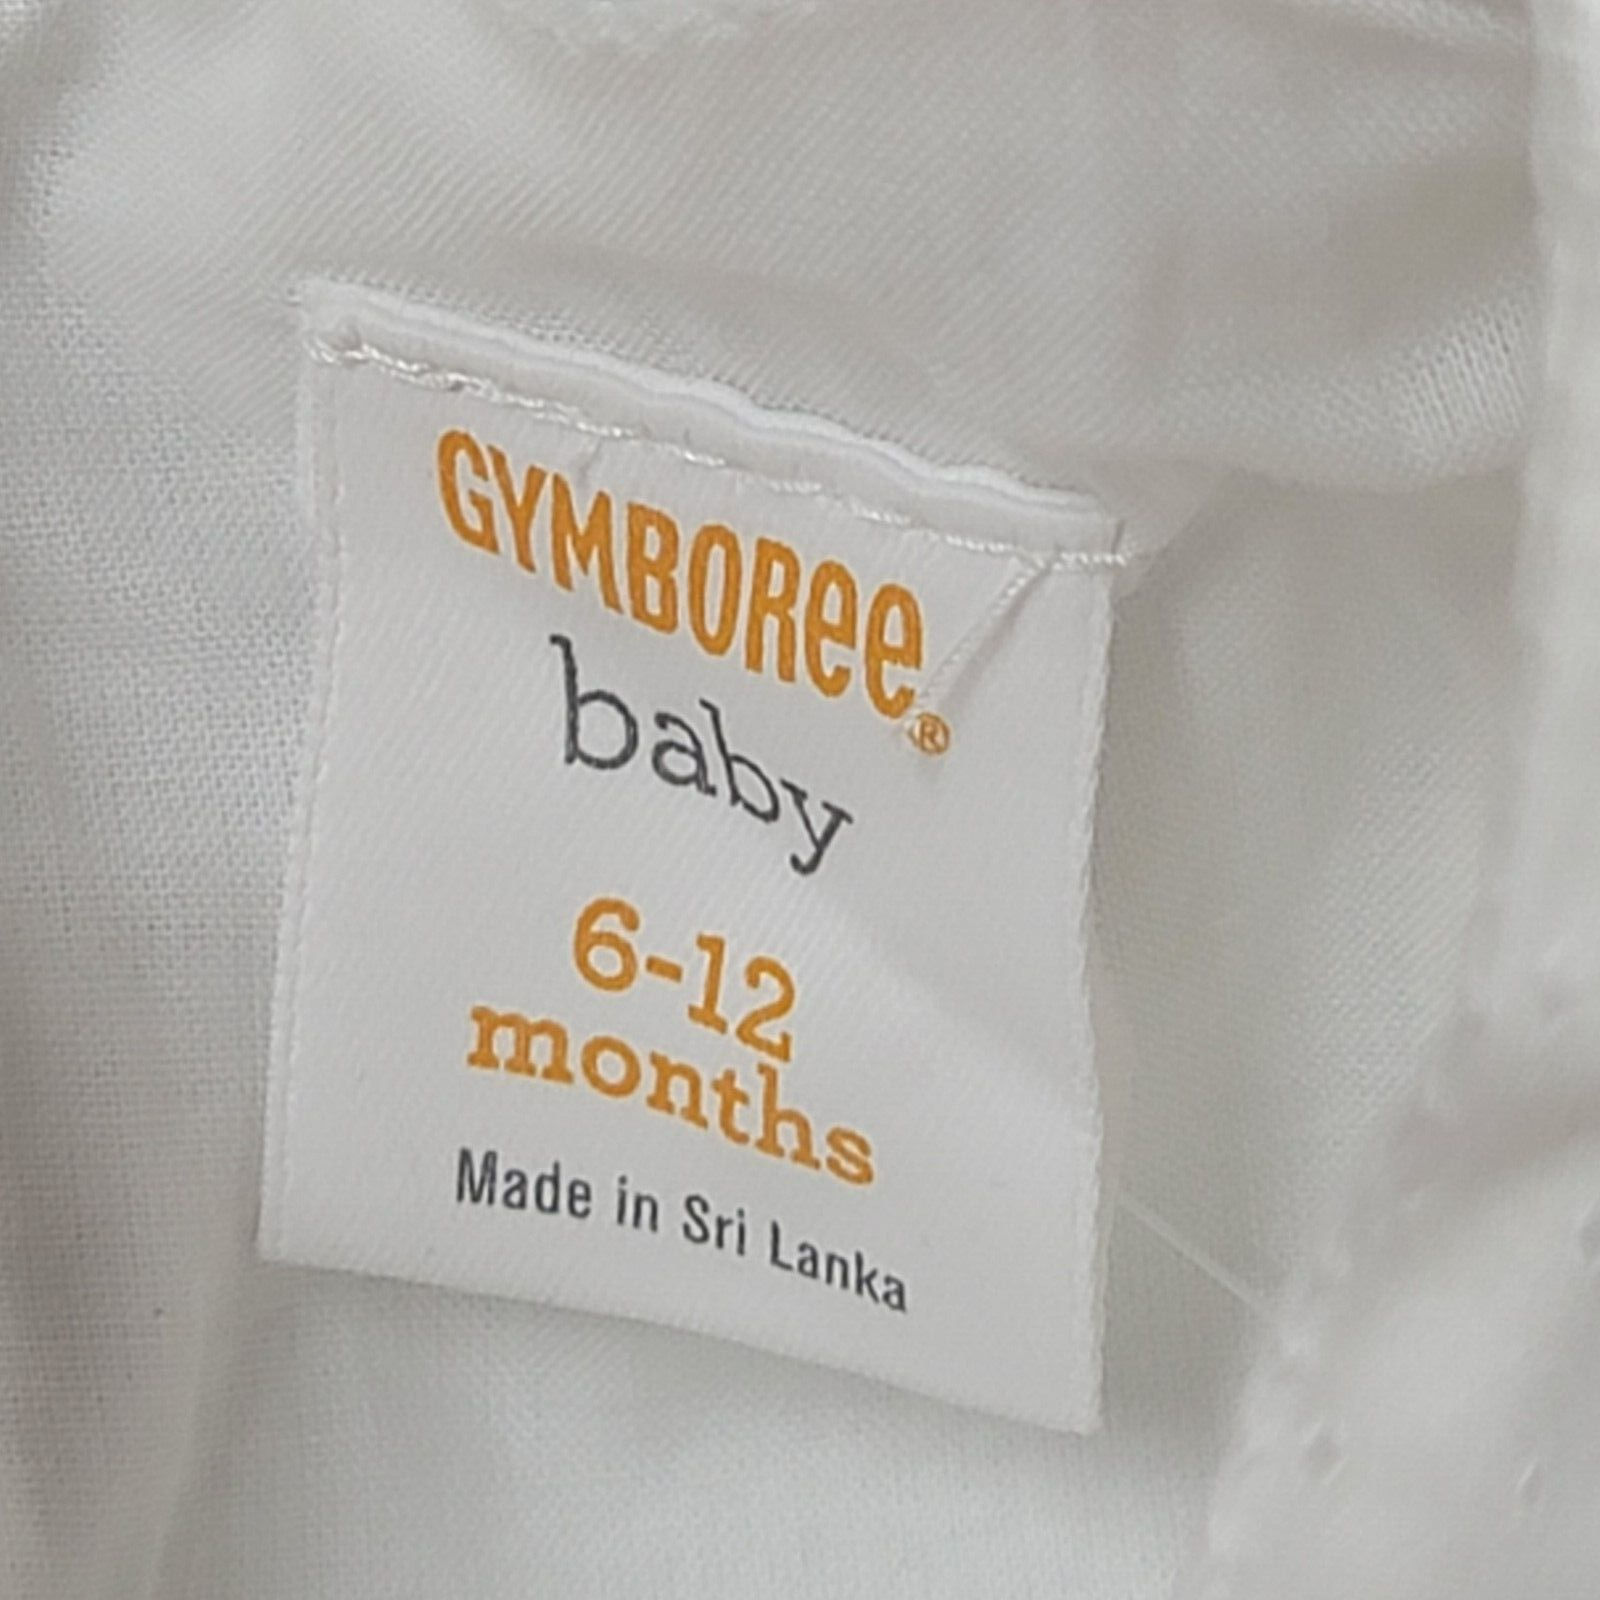 GYMBORee®
baby
6-12
months
Made in Sri Lanka